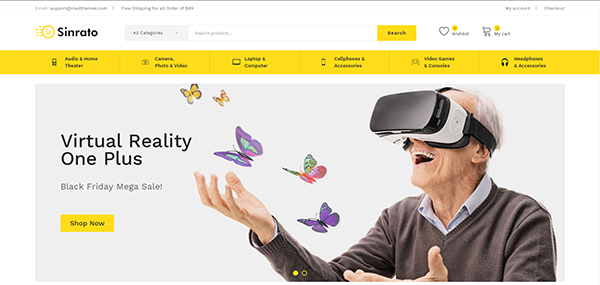 Email: support@roadthemes.com | Free Shipping for all Order of $99
My account | Checkout
Sinrato
All Categories
Search product...
Search
Wishlist
My cart
Audio & Home
Theater
Camera,
Photo & Video
Laptop &
Computer
Cellphones &
Accessories
Video Games
& Consoles
Headphones
& Accessories
Virtual Reality
One Plus
Black Friday Mega Sale!
Shop Now